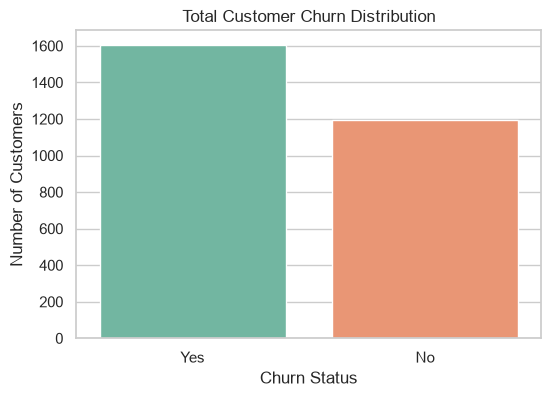 Total Customer Churn Distribution
Number of Customers
1600
1400
1200
1000
800
600
400
200
0
Yes No
Churn Status